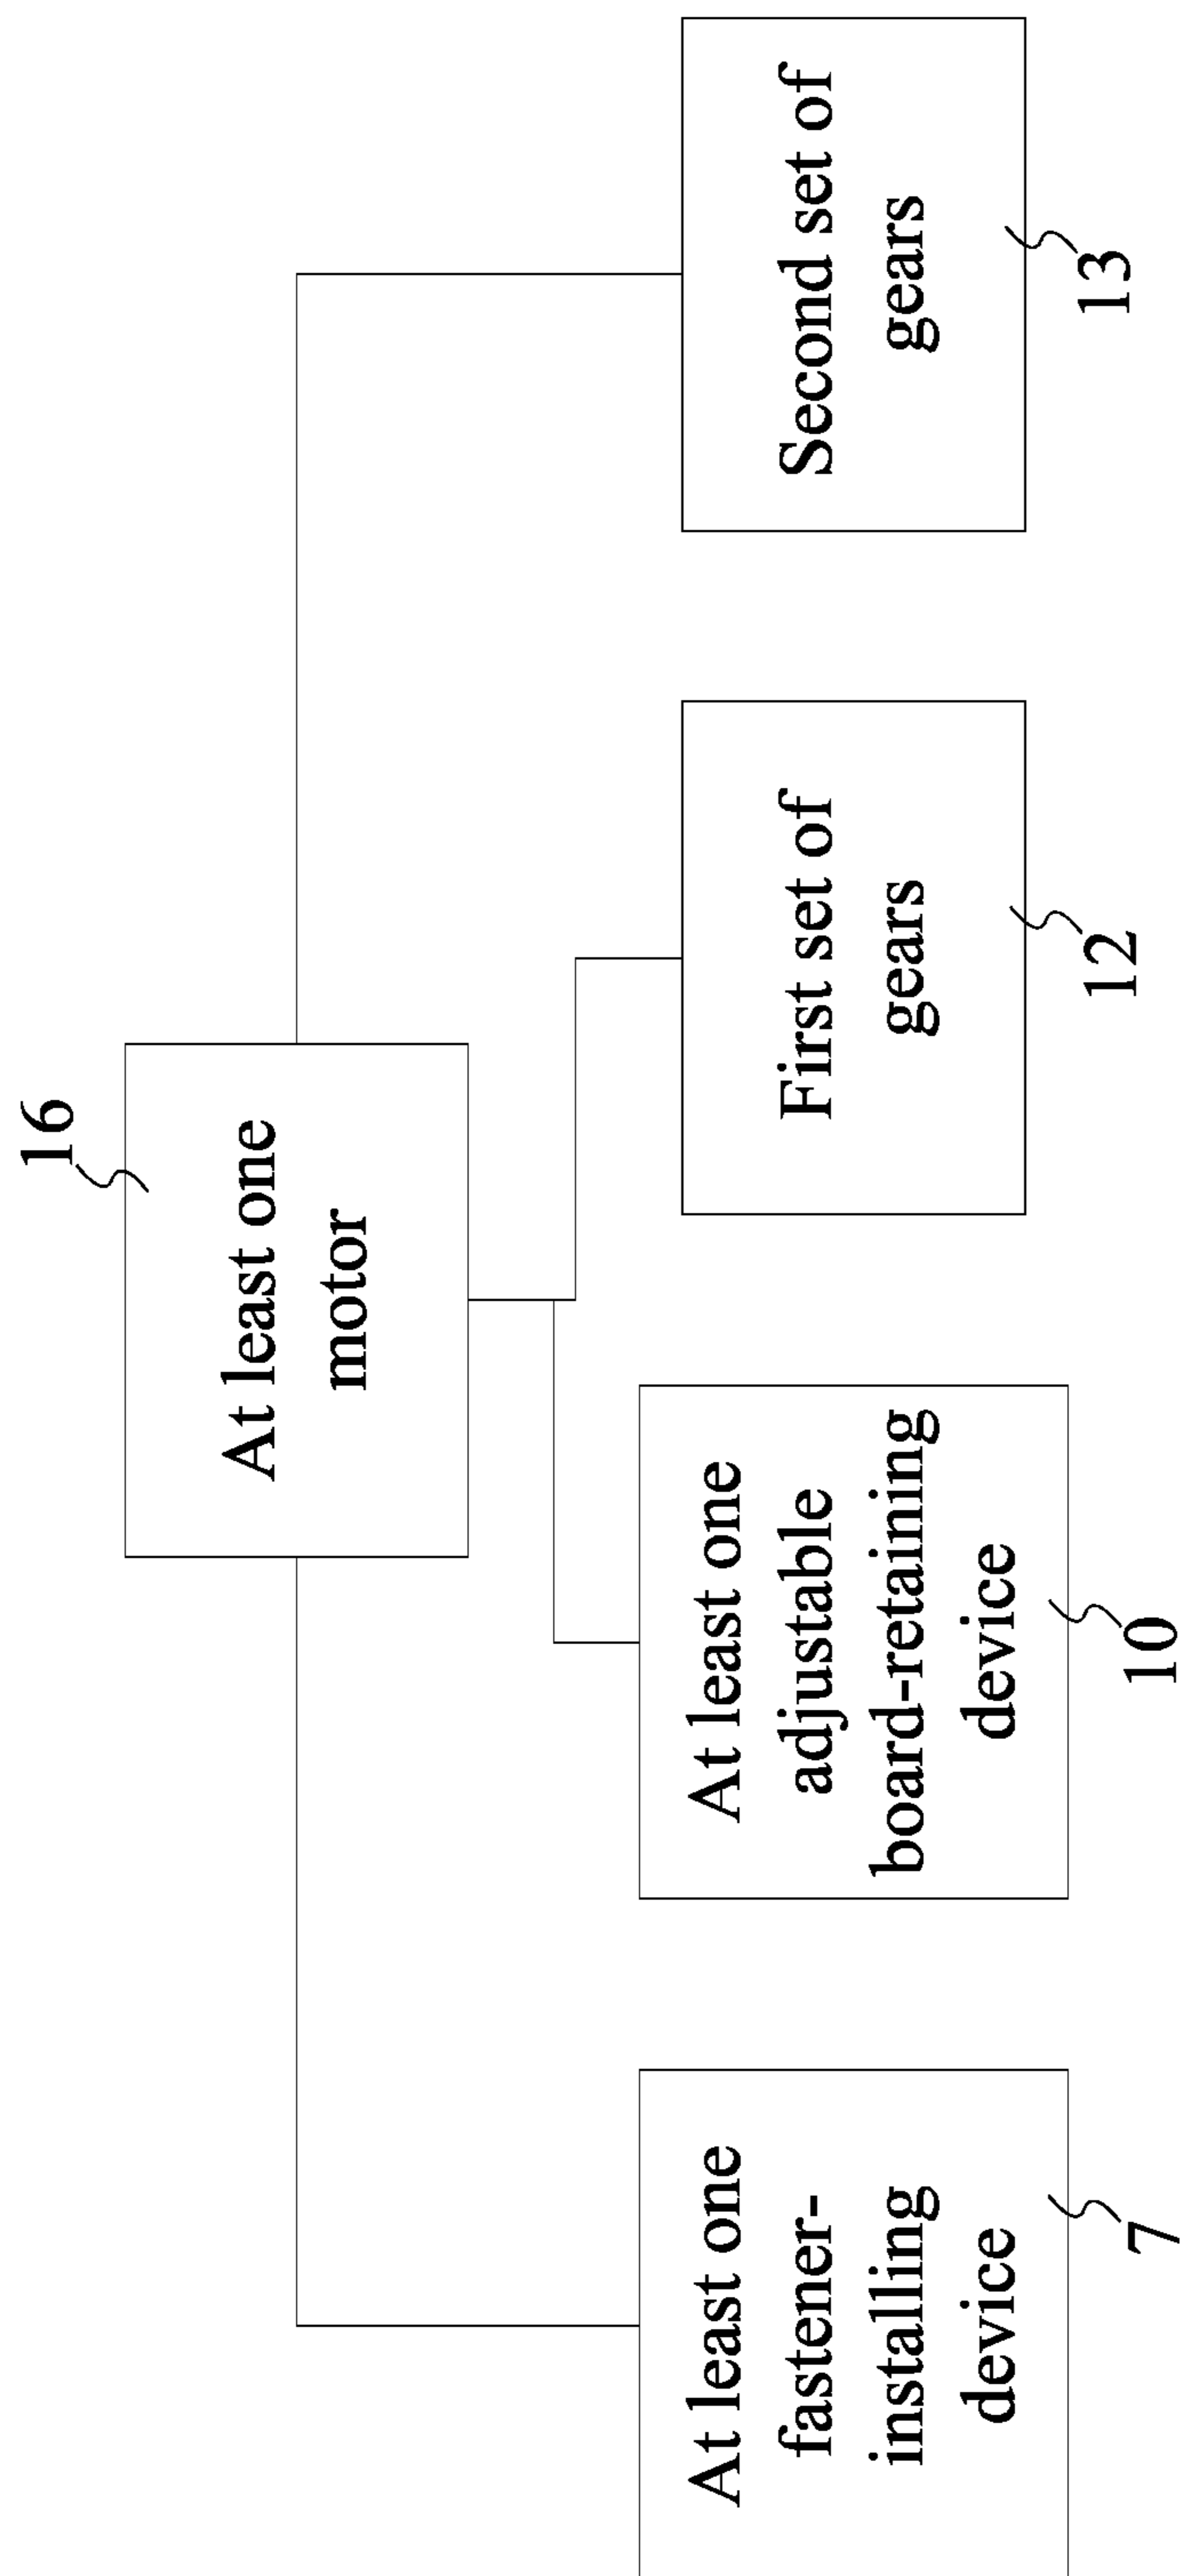 16
At least one
motor
At least one
fastener-
installing
device
7
At least one
adjustable
board-retaining
device
10
First set of
gears
12
Second set of
gears
13